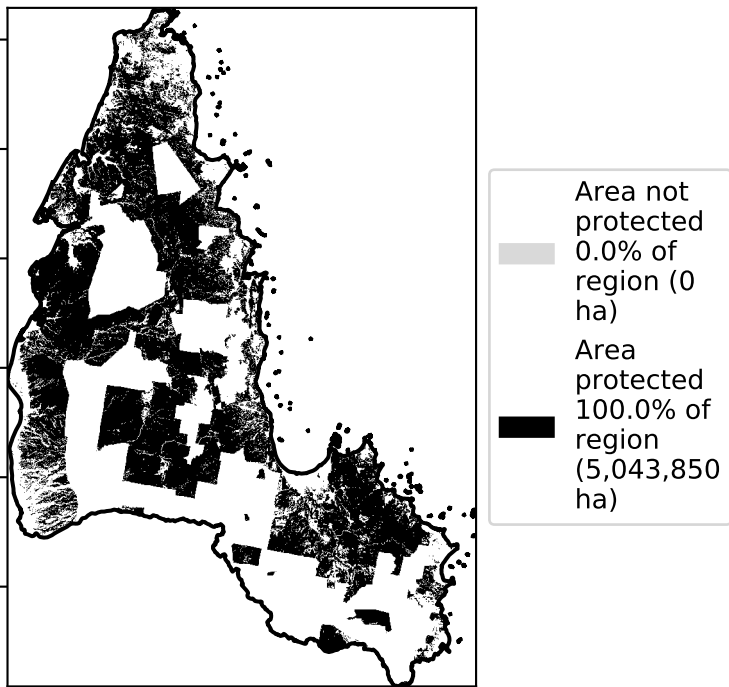 Area not
protected
0.0% of
region (0
ha)
Area
protected
100.0% of
region
(5,043,850
ha)